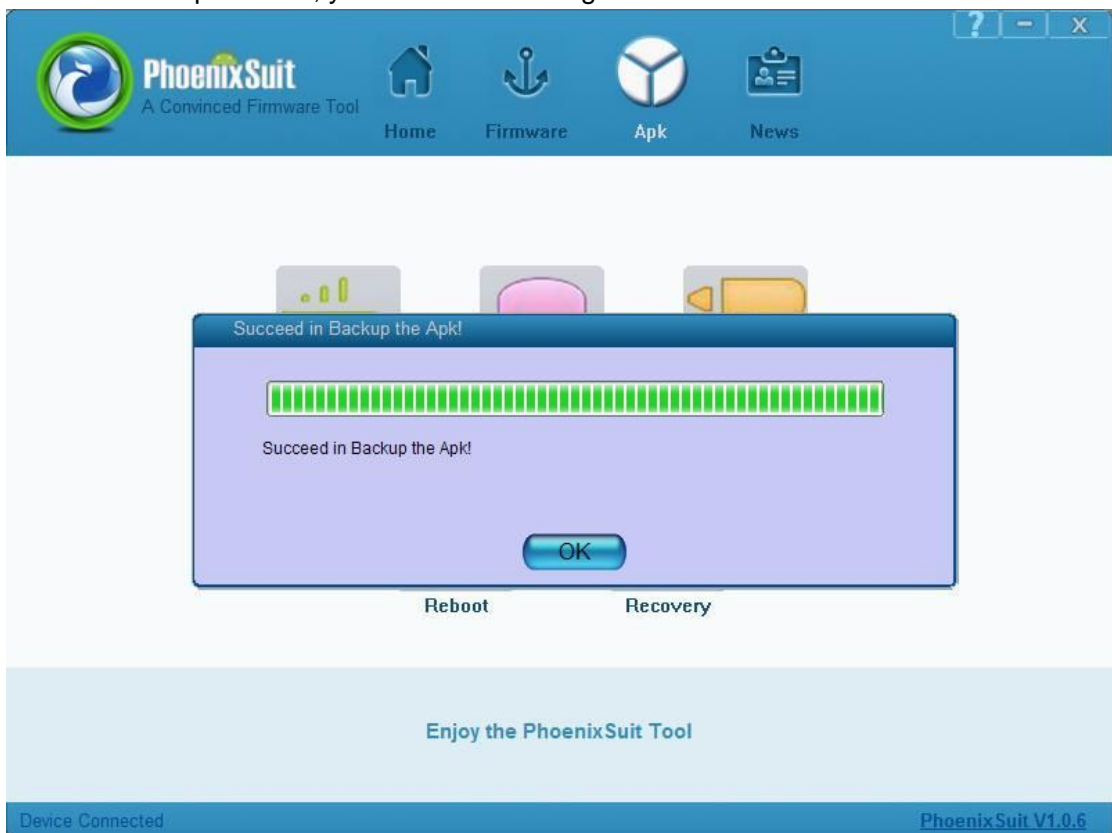 ? - x
PhoenixSuit
A Convinced Firmware Tool
Home Firmware Apk News
Succeed in Backup the Apk!
Succeed in Backup the Apk!
OK
Reboot Recovery
Enjoy the PhoenixSuit Tool
Device Connected PhoenixSuit V1.0.6